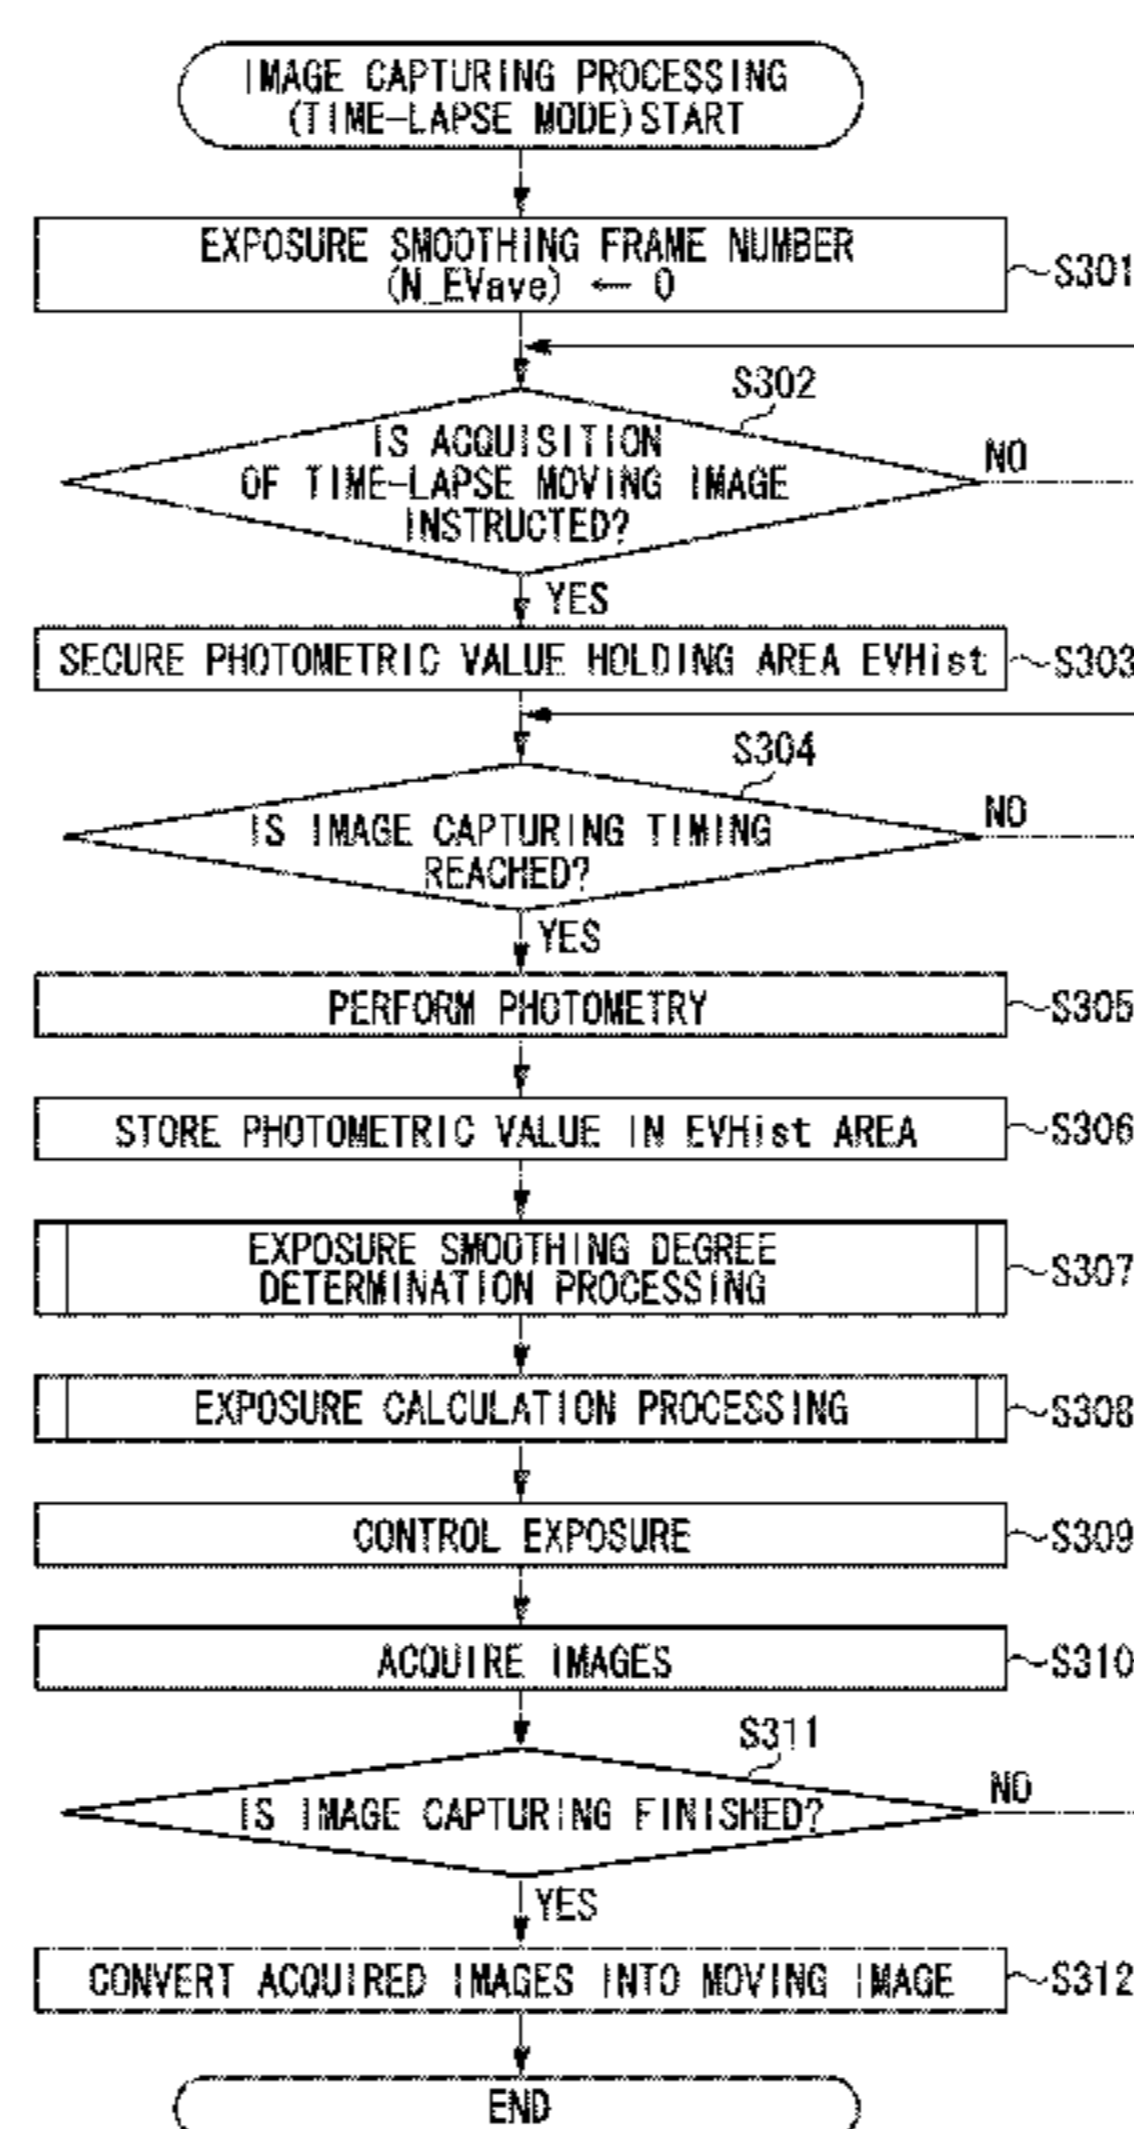 IMAGE CAPTURING PROCESSING
(TIME-LAPSE MODE) START
EXPOSURE SMOOTHING FRAME NUMBER
(N_EVave) ← 0
S301
S302
IS ACQUISITION
OF TIME-LAPSE MOVING IMAGE
INSTRUCTED?
NO
YES
SECURE PHOTOMETRIC VALUE HOLDING AREA EVHist
S303
S304
IS IMAGE CAPTURING TIMING
REACHED?
NO
YES
PERFORM PHOTOMETRY
S305
STORE PHOTOMETRIC VALUE IN EVHist AREA
S306
EXPOSURE SMOOTHING DEGREE
DETERMINATION PROCESSING
S307
EXPOSURE CALCULATION PROCESSING
S308
CONTROL EXPOSURE
S309
ACQUIRE IMAGES
S310
S311
IS IMAGE CAPTURING FINISHED?
NO
YES
CONVERT ACQUIRED IMAGES INTO MOVING IMAGE
S312
END